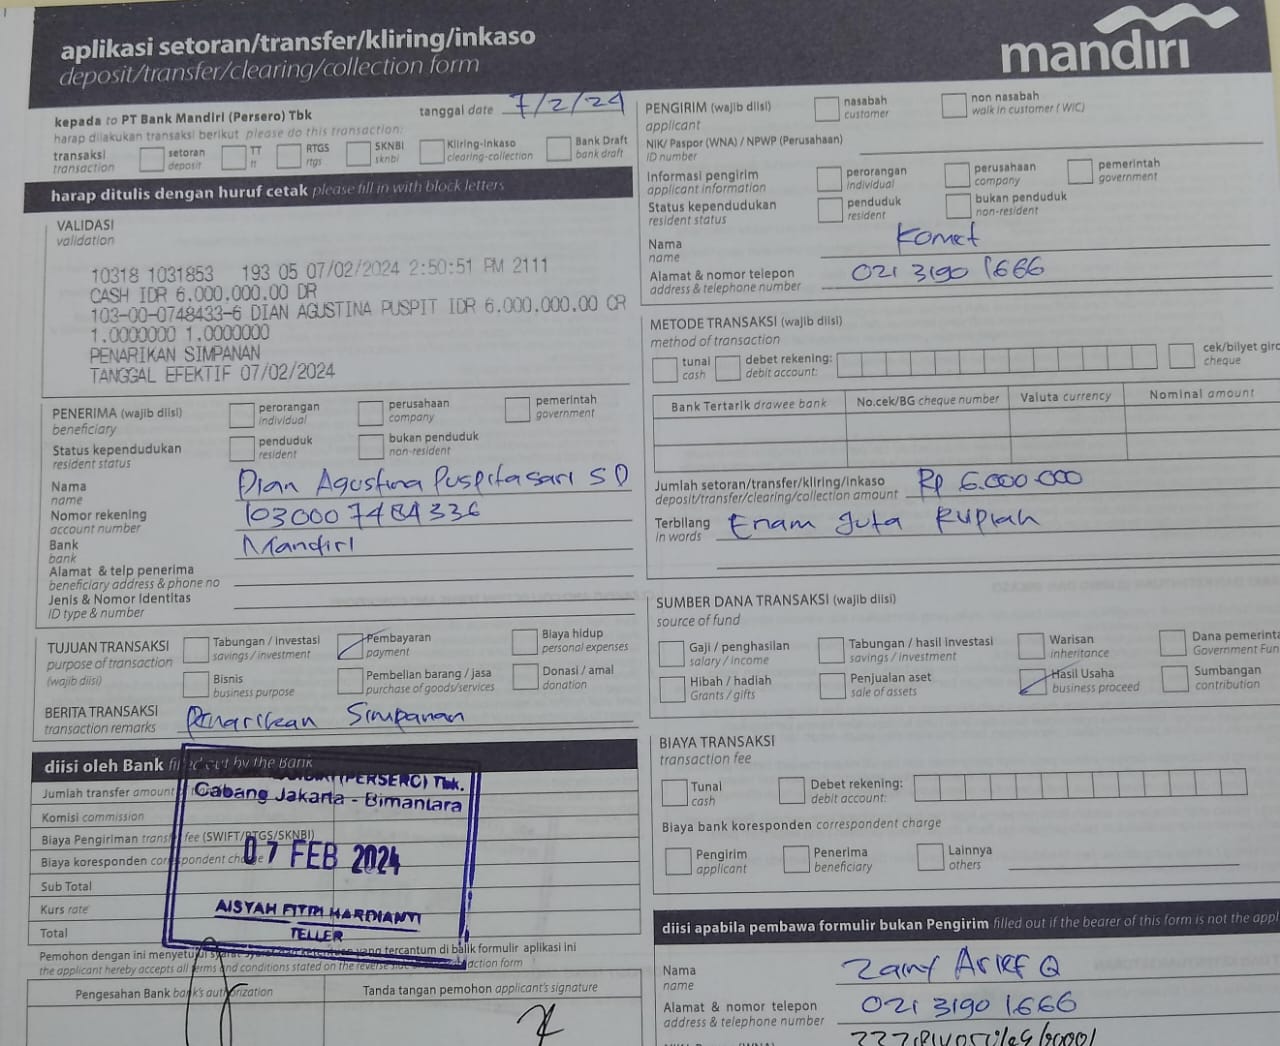 aplikasi setoran/transfer/kliring/inkaso
deposit/transfer/clearing/collection form
mandiri
kepada to PT Bank Mandiri (Persero) Tbk
tanggal date 7/2/24
harap dilakukan transaksi berikut please do this transaction:
transaksi
transaction
setoran
deposit
TT
tt
RTGS
rtgs
SKNBI
sknbi
Kliring-inkaso
clearing-collection
Bank Draft
bank draft
harap ditulis dengan huruf cetak please fill in with block letters
VALIDASI
validation
10318 1031853 193 05 07/02/2024 2:50:51 PM 2111
CASH IDR 6.000.000.00 DR
103-00-0748433-6 DIAN AGUSTINA PUSPIT IDR 6.000.000.00 CR
1.0000000 1.0000000
PENARIKAN SIMPANAN
TANGGAL EFEKTIF 07/02/2024
PENERIMA (wajib diisi)
beneficiary
perorangan
individual
perusahaan
company
pemerintah
government
Status kependudukan
resident status
penduduk
resident
bukan penduduk
non-resident
Nama
name
Dian Agustina Puspitasari SD
Nomor rekening
account number
1030007484336
Bank
bank
Mandiri
Alamat & telp penerima
beneficiary address & phone no
Jenis & Nomor Identitas
ID type & number
TUJUAN TRANSAKSI
purpose of transaction
(wajib diisi)
Tabungan / Investasi
savings / investment
Pembayaran
payment
Biaya hidup
personal expenses
Bisnis
business purpose
Pembelian barang / jasa
purchase of goods/services
Donasi / amal
donation
BERITA TRANSAKSI
transaction remarks
Penarikan Simpanan
diisi oleh Bank filled out by the Bank
Jumlah transfer amount
Komisi commission
Biaya Pengiriman transfer fee (SWIFT/RTGS/SKNBI)
Biaya koresponden correspondent charge
Sub Total
Kurs rate
Total
(PERSERO) Tbk.
Cabang Jakarta - Bimantara
07 FEB 2024
AISYAH FITRI HARDIANTI
TELLER
Pemohon dengan ini menyetujui yang tercantum di balik formulir aplikasi ini
the applicant hereby accepts all terms and conditions stated on the reverse action form
Pengesahan Bank bank's authorization
Tanda tangan pemohon applicant's signature
PENGIRIM (wajib diisi)
applicant
nasabah
customer
non nasabah
walk in customer (WIC)
NIK/ Paspor (WNA) / NPWP (Perusahaan)
ID number
Informasi pengirim
applicant information
perorangan
individual
perusahaan
company
pemerintah
government
Status kependudukan
resident status
penduduk
resident
bukan penduduk
non-resident
Nama
name
Komet
Alamat & nomor telepon
address & telephone number
021 3190 1666
METODE TRANSAKSI (wajib diisi)
method of transaction
tunai
cash
debet rekening:
debit account:
cek/bilyet giro
cheque
Bank Tertarik drawee bank
No.cek/BG cheque number
Valuta currency
Nominal amount
Jumlah setoran/transfer/kliring/inkaso
deposit/transfer/clearing/collection amount
Rp 6.000.000
Terbilang
in words
Enam Juta Rupiah
SUMBER DANA TRANSAKSI (wajib diisi)
source of fund
Gaji / penghasilan
salary / income
Tabungan / hasil investasi
savings / investment
Warisan
inheritance
Dana pemerinta
Government Fun
Hibah / hadiah
Grants / gifts
Penjualan aset
sale of assets
Hasil Usaha
business proceed
Sumbangan
contribution
BIAYA TRANSAKSI
transaction fee
Tunai
cash
Debet rekening:
debit account:
Biaya bank koresponden correspondent charge
Pengirim
applicant
Penerima
beneficiary
Lainnya
others
diisi apabila pembawa formulir bukan Pengirim filled out if the bearer of this form is not the appl
Nama
name
Zainy Arief Q
Alamat & nomor telepon
address & telephone number
021 3190 1666